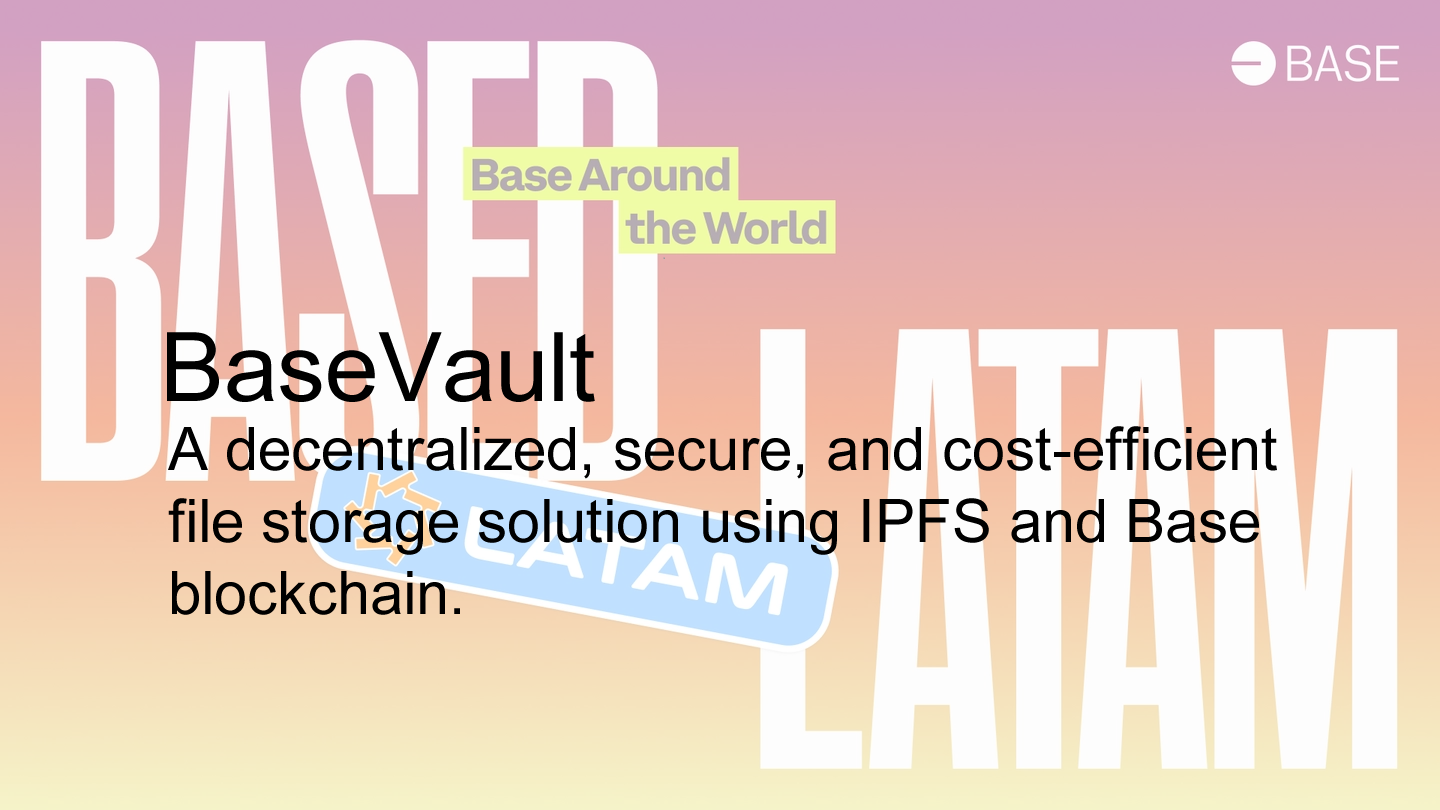 BASED
BASE
Base Around
the World
LATAM
BaseVault
A decentralized, secure, and cost-efficient
file storage solution using IPFS and Base
blockchain.
LATAM